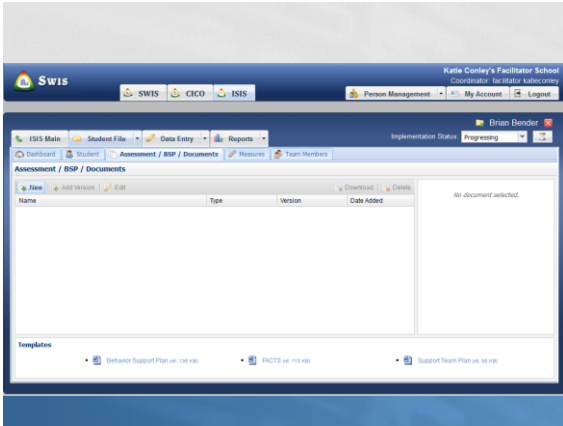 Katie Conley's Facilitator School
Coordinator: facilitator katieconley
SWIS
SWIS CICO ISIS
Person Management My Account Logout
Brian Bender
ISIS Main Student File Data Entry Reports
Implementation Status: Progressing
Dashboard Student Assessment / BSP / Documents Measures Team Members
Assessment / BSP / Documents
New Add Version Edit Download Delete
Name Type Version Date Added
No document selected.
Templates
• Behavior Support Plan • FACTS • Support Team Plan